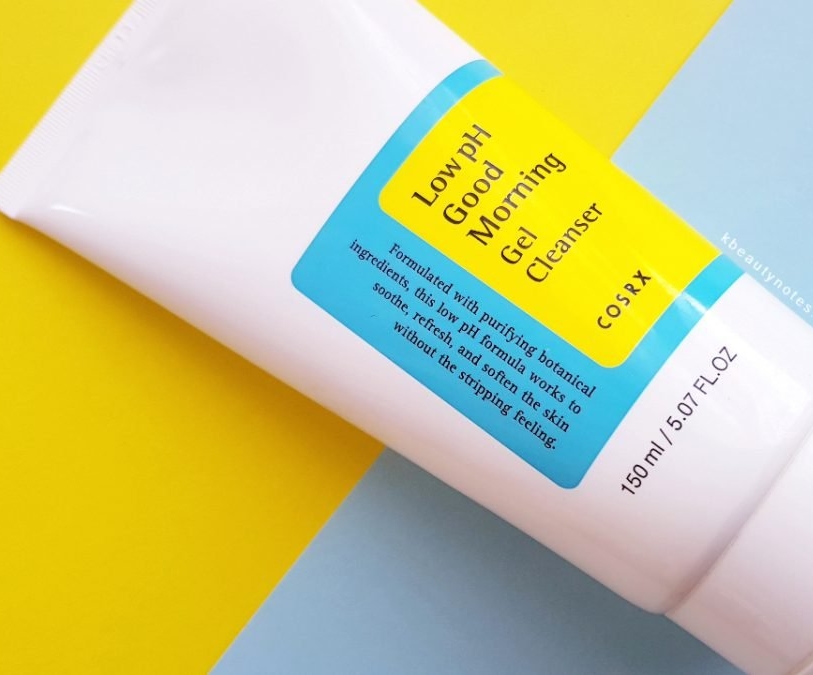 Low pH
Good
Morning
Gel
Cleanser
COSRX
Formulated with purifying botanical
ingredients, this low pH formula works to
soothe, refresh, and soften the skin
without the stripping feeling.
150 ml / 5.07 FL.OZ
kbeautynotes